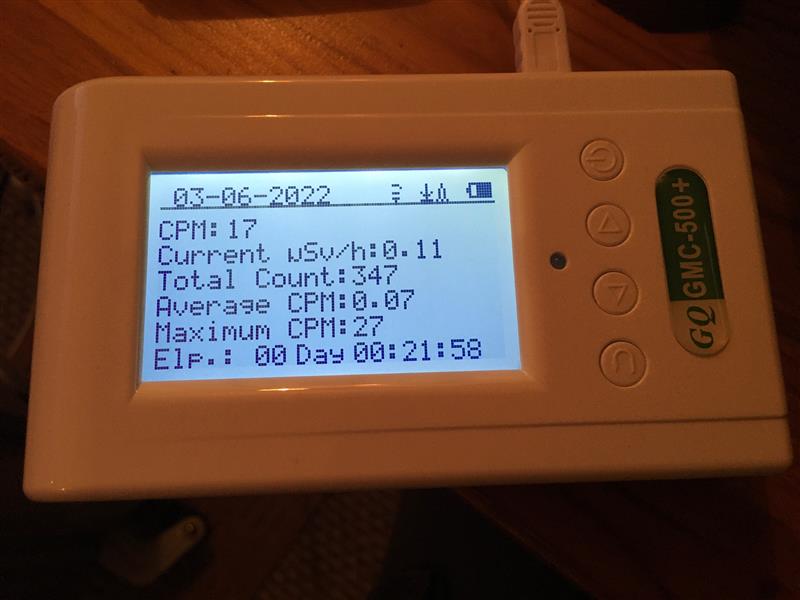 03-06-2022
CPM:17
Current uSv/h:0.11
Total Count:347
Average CPM:0.07
Maximum CPM:27
Elp.: 00 Day 00:21:58
GQ GMC-500+